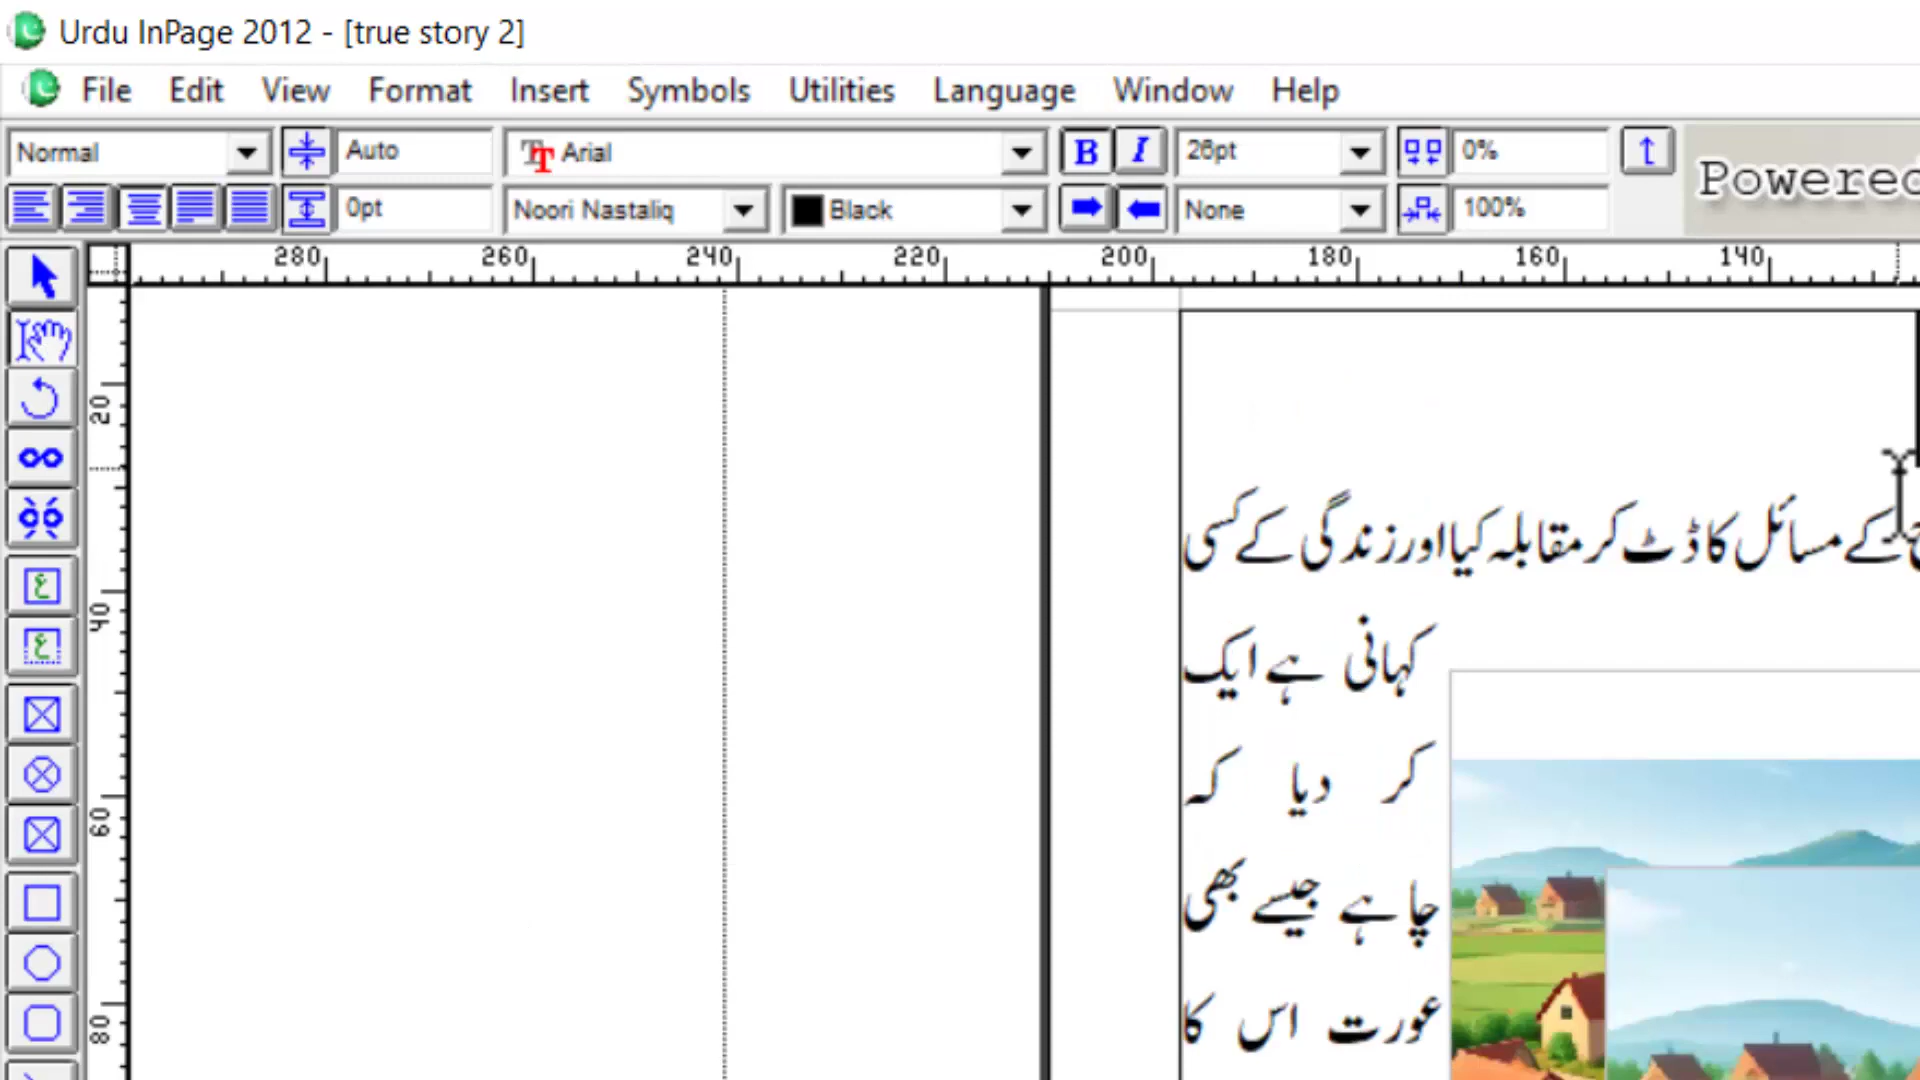 Urdu InPage 2012 - [true story 2]
File Edit View Format Insert Symbols Utilities Language Window Help
Normal Auto Arial B I 26pt 0%
Powered
0pt Noori Nastaliq Black None 100%
280 260 240 220 200 180 160 140
20
40
60
80
کے مسائل کا ڈٹ کر مقابلہ کیا اور زندگی کے کسی
کہانی ہے ایک
کر دیا کہ
چاہے جیسے بھی
عورت اس کا